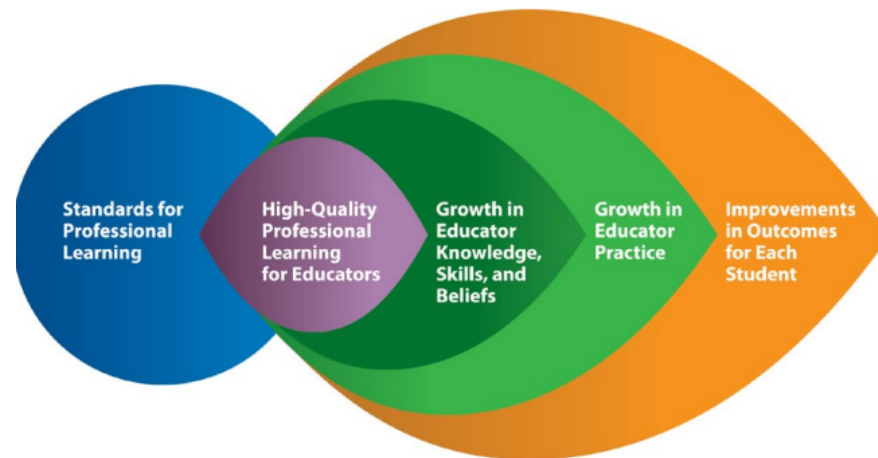 Standards for
Professional
Learning
High-Quality
Professional
Learning
for Educators
Growth in
Educator
Knowledge,
Skills, and
Beliefs
Growth in
Educator
Practice
Improvements
in Outcomes
for Each
Student